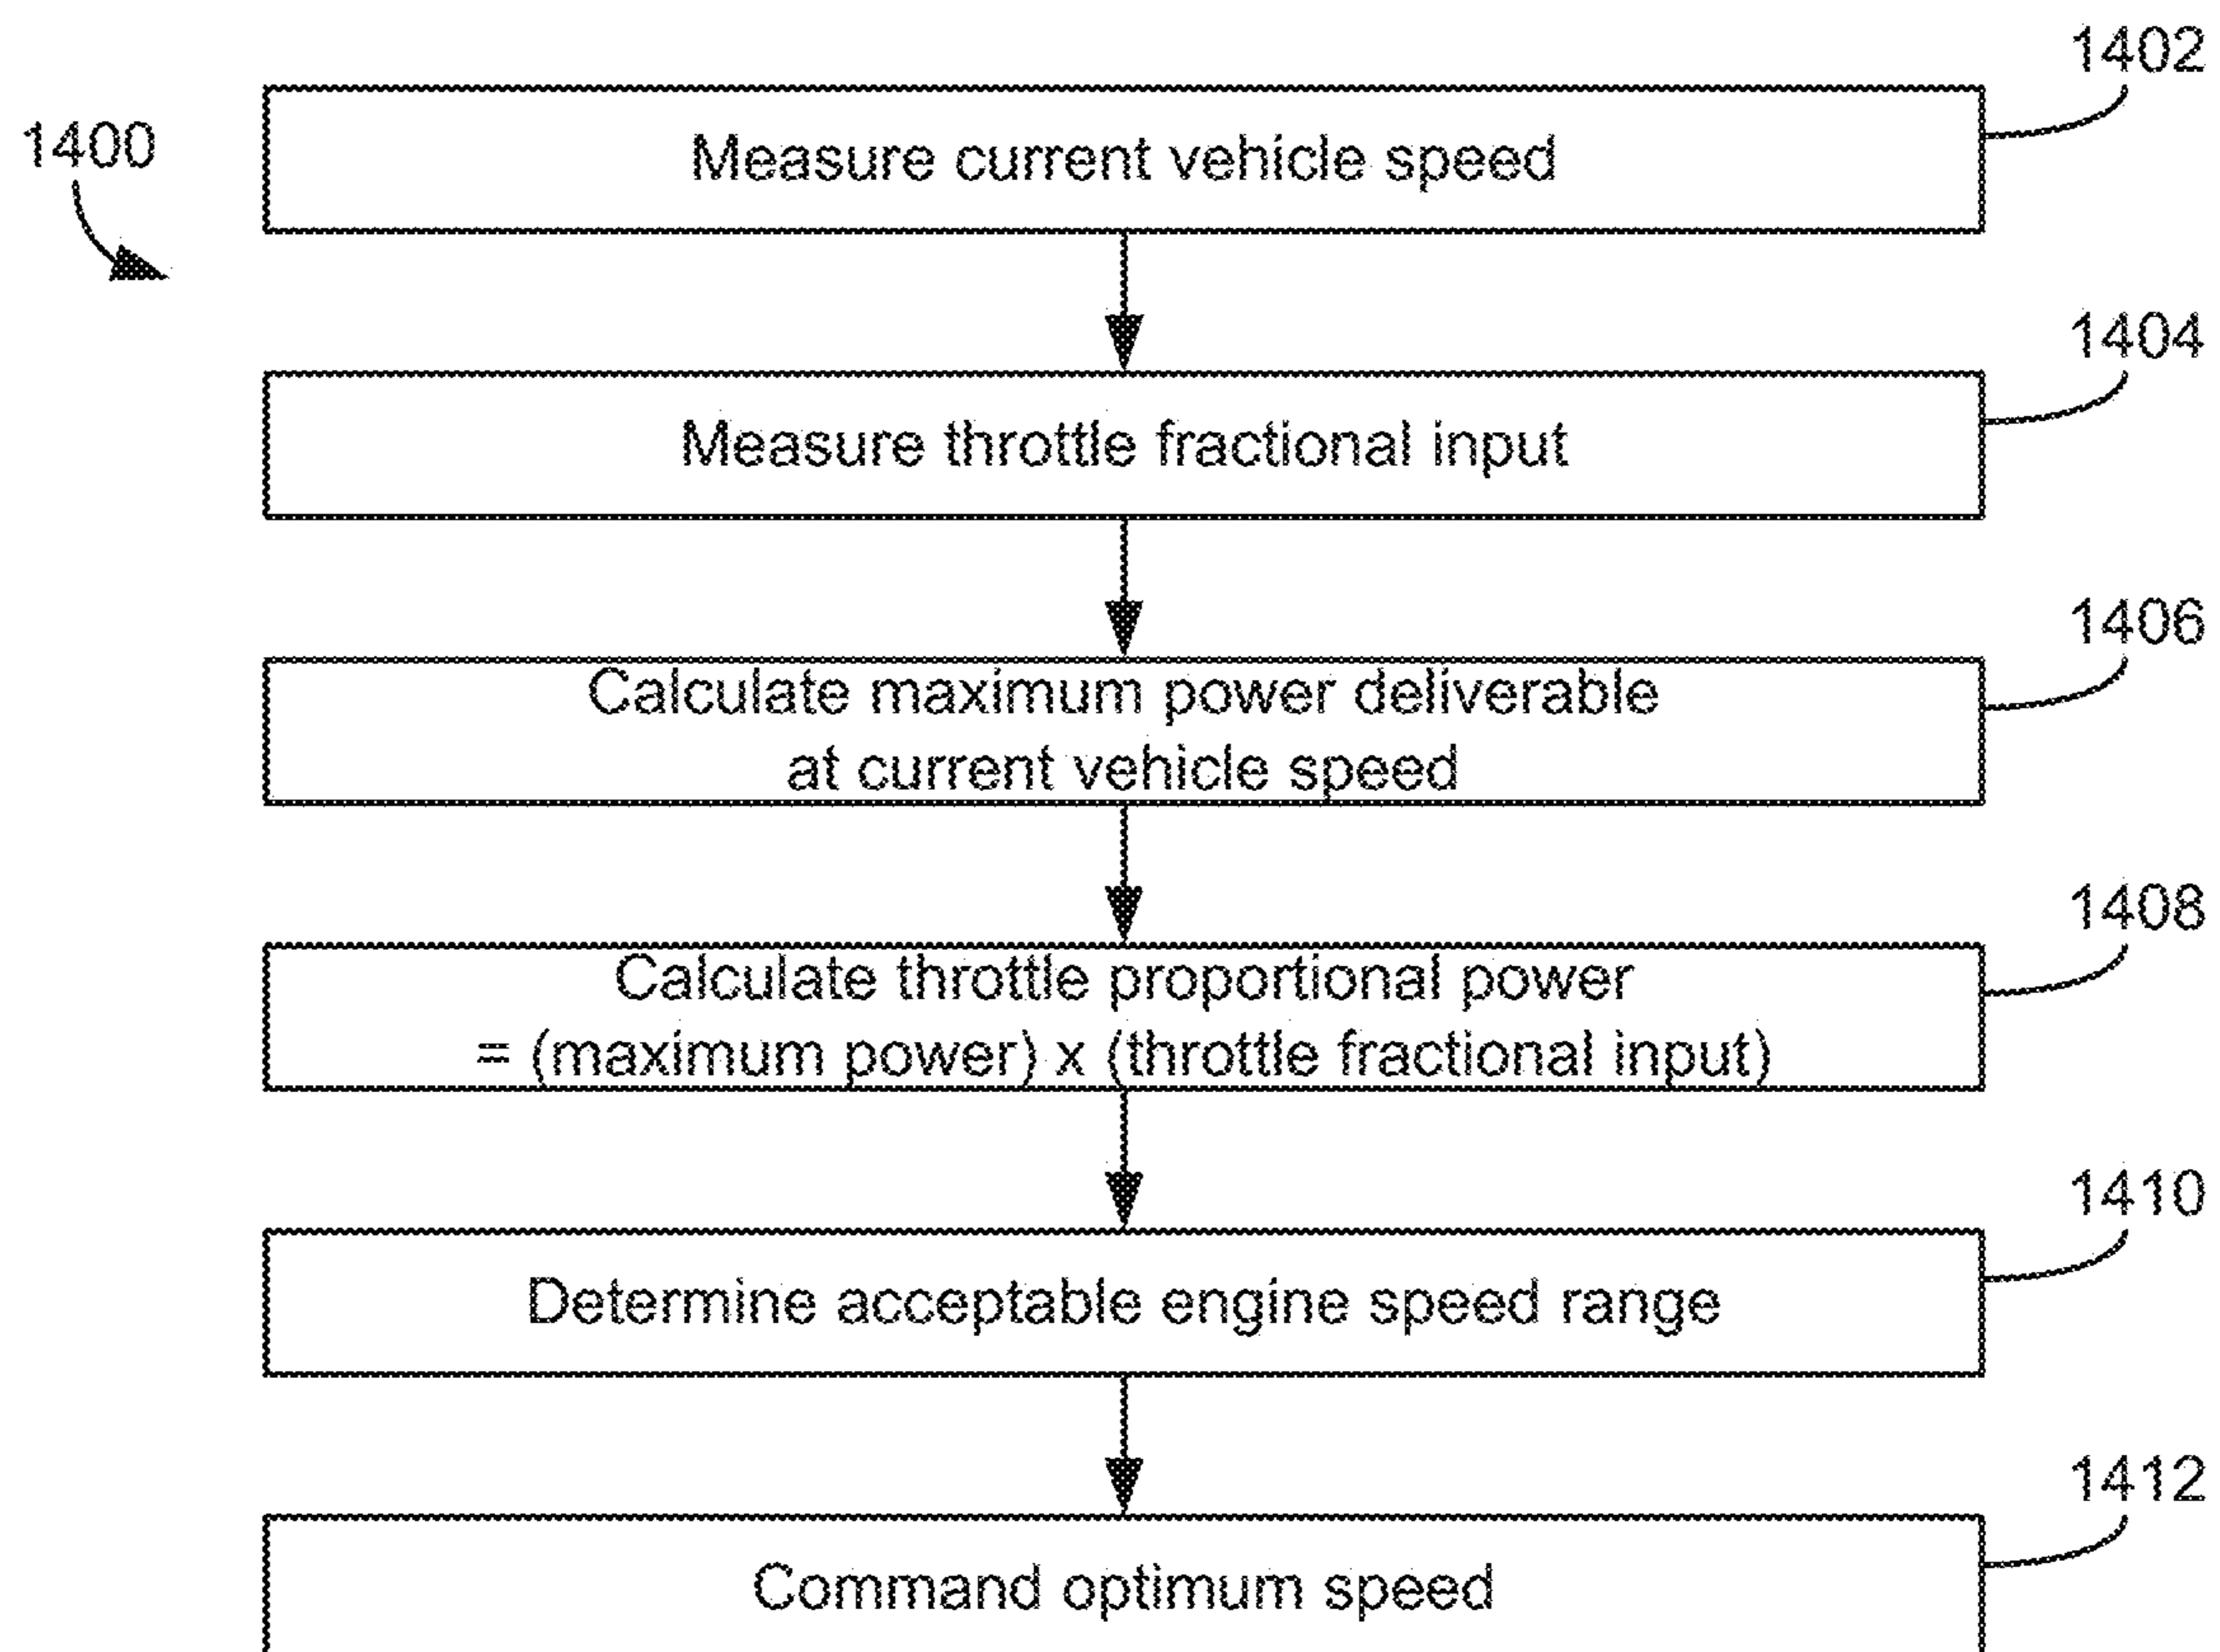 1402
1400
Measure current vehicle speed
1404
Measure throttle fractional input
1406
Calculate maximum power deliverable
at current vehicle speed
1408
Calculate throttle proportional power
= (maximum power) x (throttle fractional input)
1410
Determine acceptable engine speed range
1412
Command optimum speed